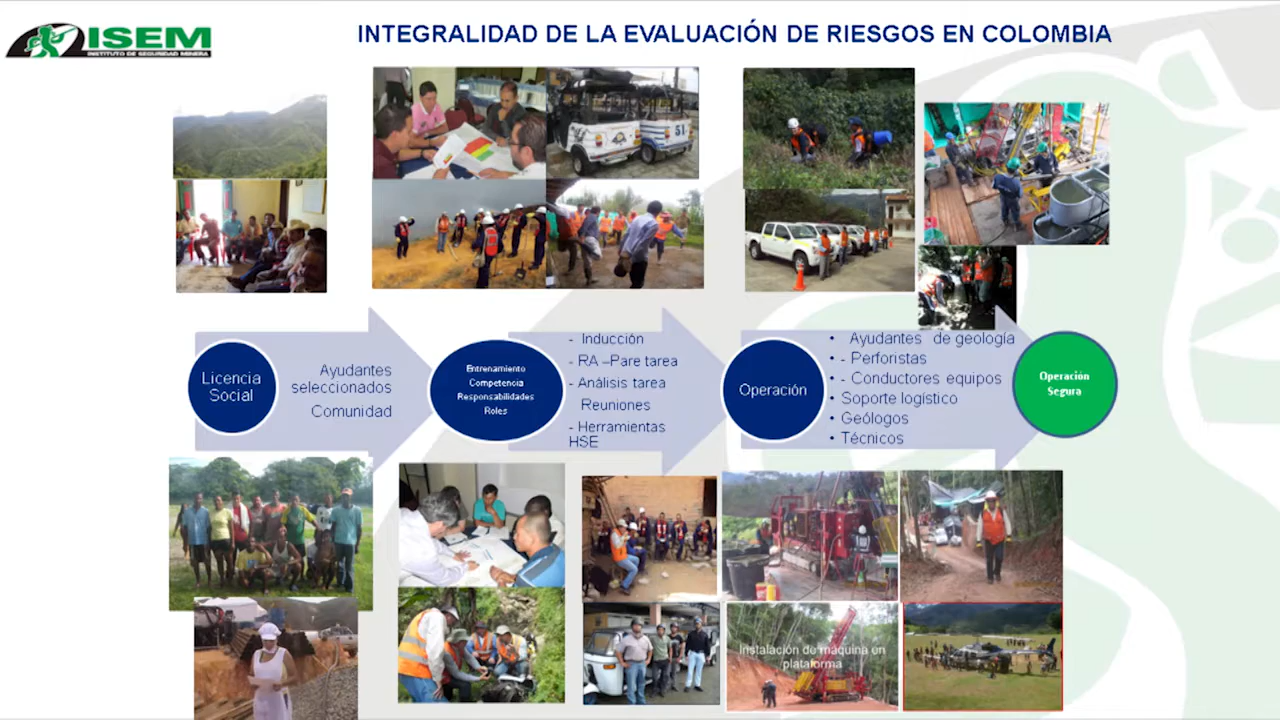 ISEM
INSTITUTO DE SEGURIDAD MINERA
INTEGRALIDAD DE LA EVALUACIÓN DE RIESGOS EN COLOMBIA
51
Licencia
Social
Ayudantes
seleccionados
Comunidad
Entrenamiento
Competencia
Responsabilidades
Roles
- Inducción
- RA –Pare tarea
- Análisis tarea
Reuniones
- Herramientas
HSE
Operación
• Ayudantes de geología
• - Perforistas
• - Conductores equipos
• Soporte logístico
• Geólogos
• Técnicos
Operación
Segura
Instalación de máquina en
plataforma